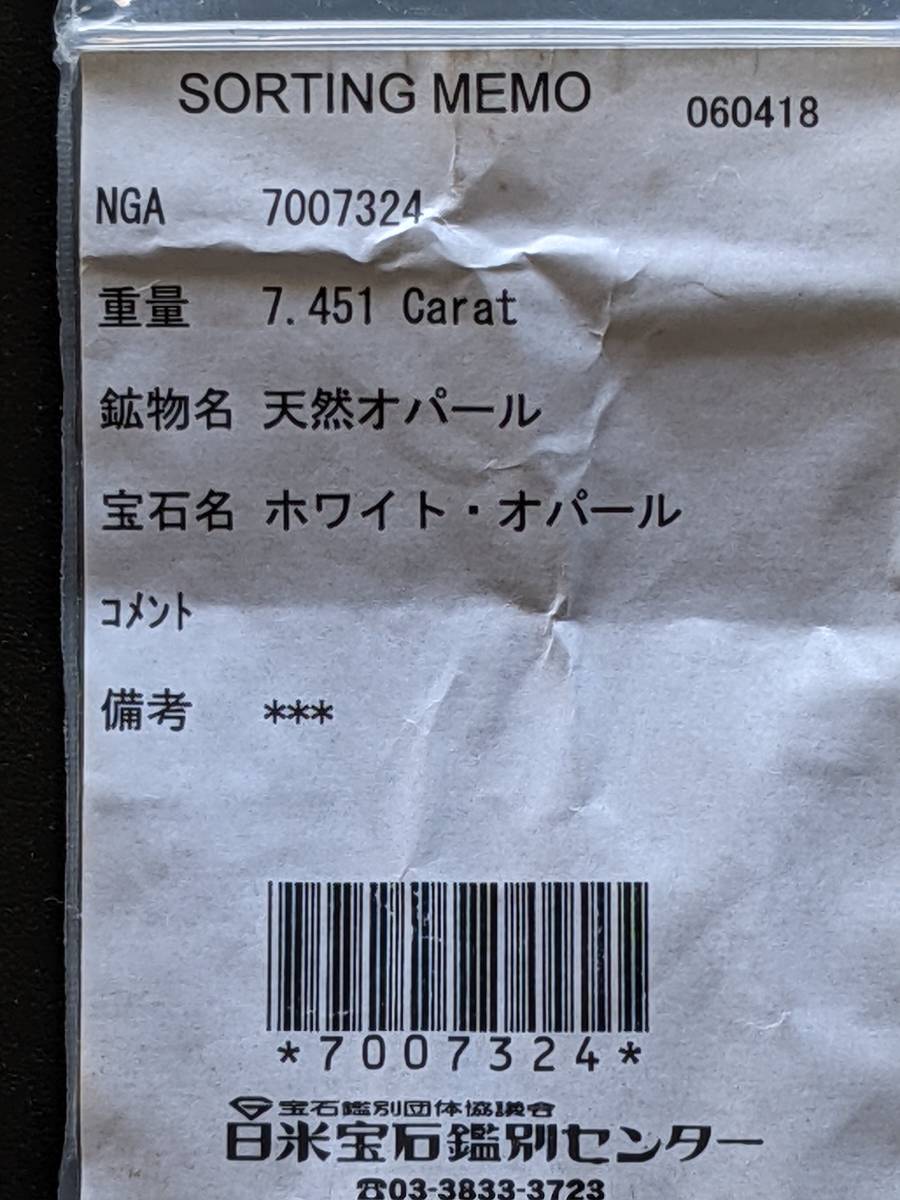 SORTING MEMO 060418
NGA 7007324
重量 7.451 Carat
鉱物名 天然オパール
宝石名 ホワイト・オパール
ｺﾒﾝﾄ
備考 ***
*7007324*
宝石鑑別団体協議会
日米宝石鑑別センター
☎03-3833-3723